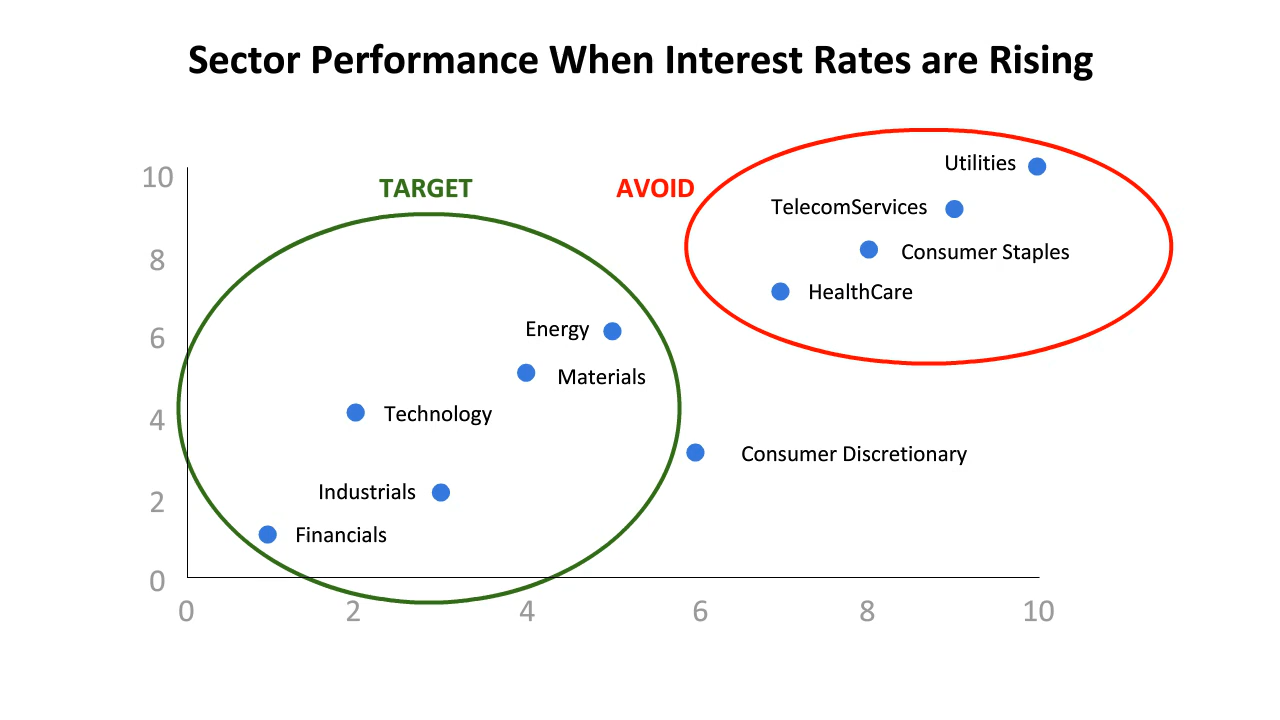 Sector Performance When Interest Rates are Rising
10
TARGET
AVOID
Utilities
TelecomServices
8
Consumer Staples
HealthCare
6
Energy
Materials
4
Technology
Consumer Discretionary
2
Industrials
Financials
0
0 2 4 6 8 10